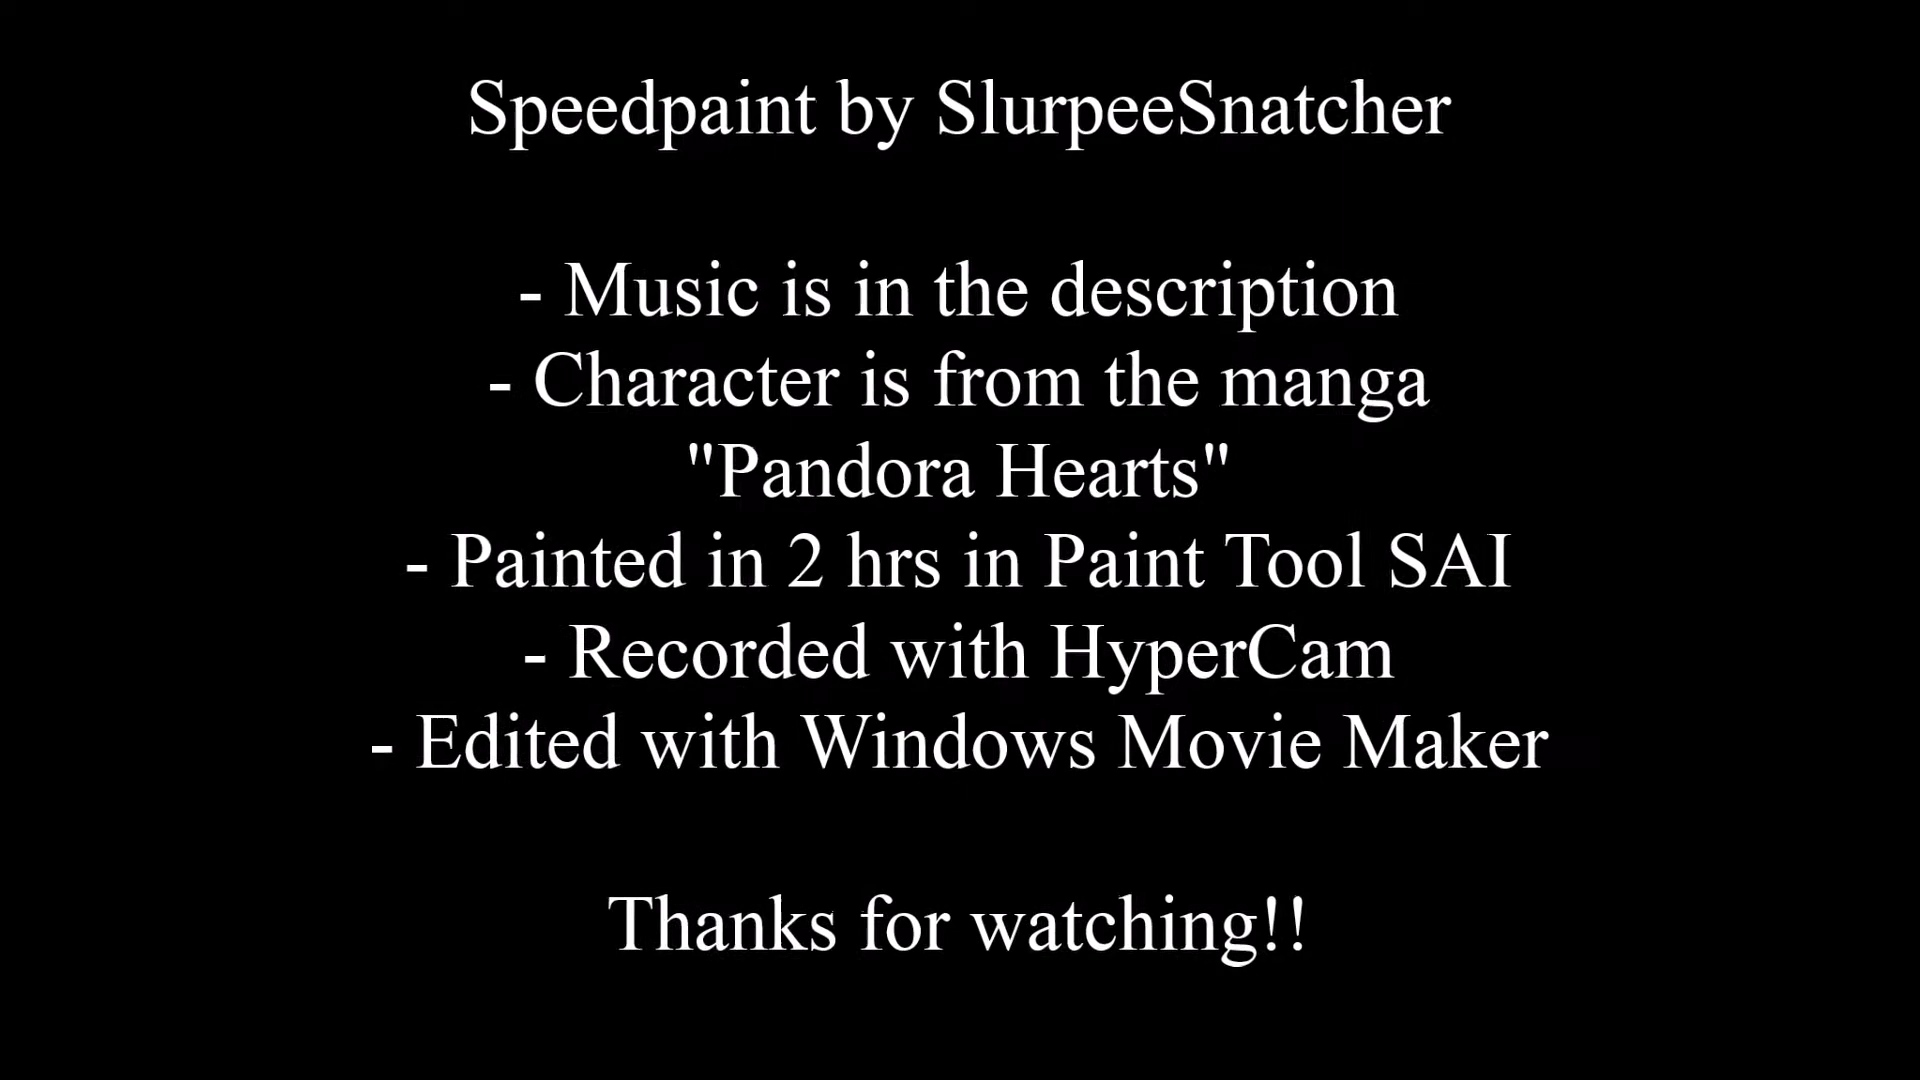 Speedpaint by SlurpeeSnatcher
- Music is in the description
- Character is from the manga
"Pandora Hearts"
- Painted in 2 hrs in Paint Tool SAI
- Recorded with HyperCam
- Edited with Windows Movie Maker
Thanks for watching!!